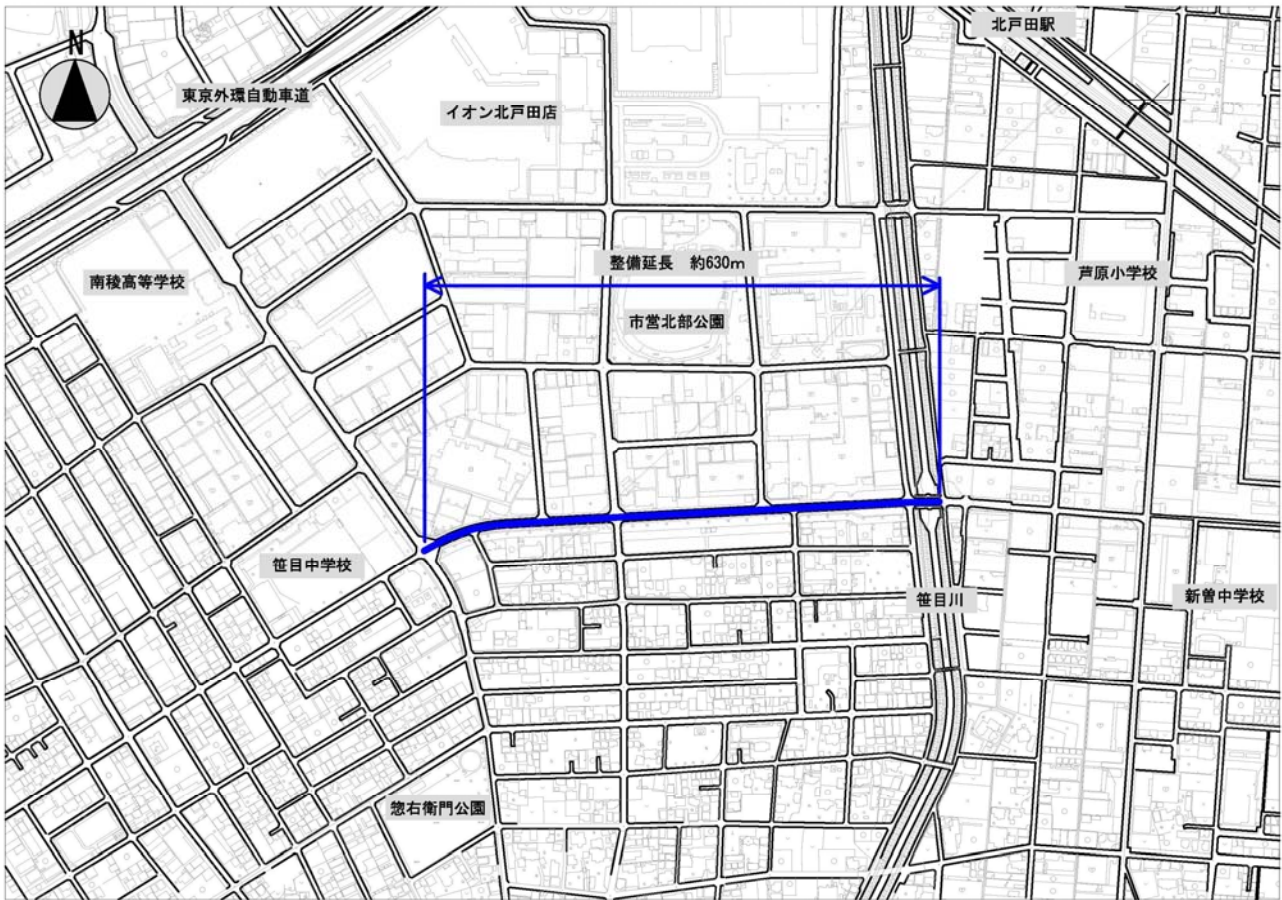 北戸田駅
N
東京外環自動車道
イオン北戸田店
整備延長　約630m
芦原小学校
南稜高等学校
市営北部公園
笹目中学校
笹目川
新曽中学校
惣右衛門公園